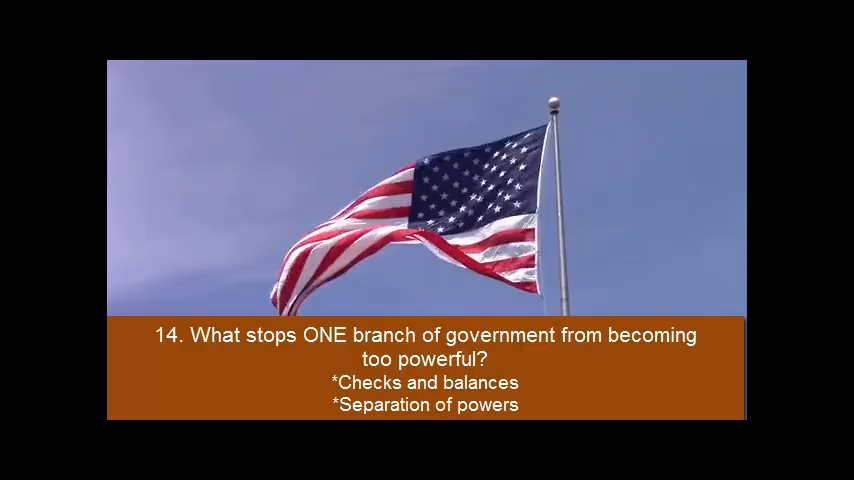 14. What stops ONE branch of government from becoming
too powerful?
*Checks and balances
*Separation of powers